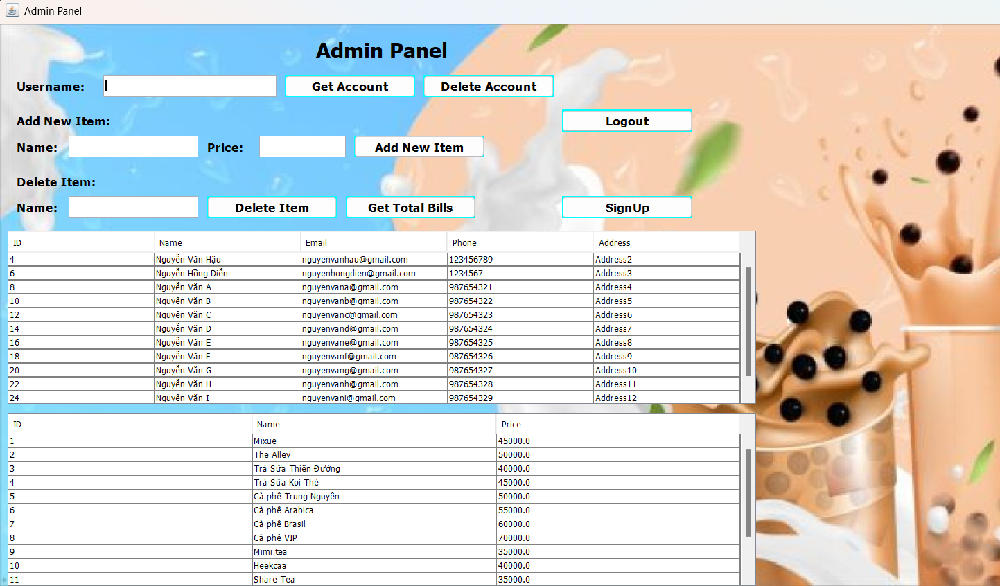 Admin Panel
Admin Panel
Username: Get Account Delete Account
Add New Item: Logout
Name: Price: Add New Item
Delete Item:
Name: Delete Item Get Total Bills SignUp
ID Name Email Phone Address
4 Nguyễn Văn Hậu nguyenvanhau@gmail.com 123456789 Address2
6 Nguyễn Hồng Diễn nguyenhongdien@gmail.com 1234567 Address3
8 Nguyễn Văn A nguyenvana@gmail.com 987654321 Address4
10 Nguyễn Văn B nguyenvanb@gmail.com 987654322 Address5
12 Nguyễn Văn C nguyenvanc@gmail.com 987654323 Address6
14 Nguyễn Văn D nguyenvand@gmail.com 987654324 Address7
16 Nguyễn Văn E nguyenvane@gmail.com 987654325 Address8
18 Nguyễn Văn F nguyenvanf@gmail.com 987654326 Address9
20 Nguyễn Văn G nguyenvang@gmail.com 987654327 Address10
22 Nguyễn Văn H nguyenvanh@gmail.com 987654328 Address11
24 Nguyễn Văn I nguyenvani@gmail.com 987654329 Address12
ID Name Price
1 Mixue 45000.0
2 The Alley 50000.0
3 Trà Sữa Thiên Đường 40000.0
4 Trà Sữa Koi Thé 45000.0
5 Cà phê Trung Nguyên 50000.0
6 Cà phê Arabica 55000.0
7 Cà phê Brasil 60000.0
8 Cà phê VIP 70000.0
9 Mimi tea 35000.0
10 Heekcaa 40000.0
11 Share Tea 35000.0